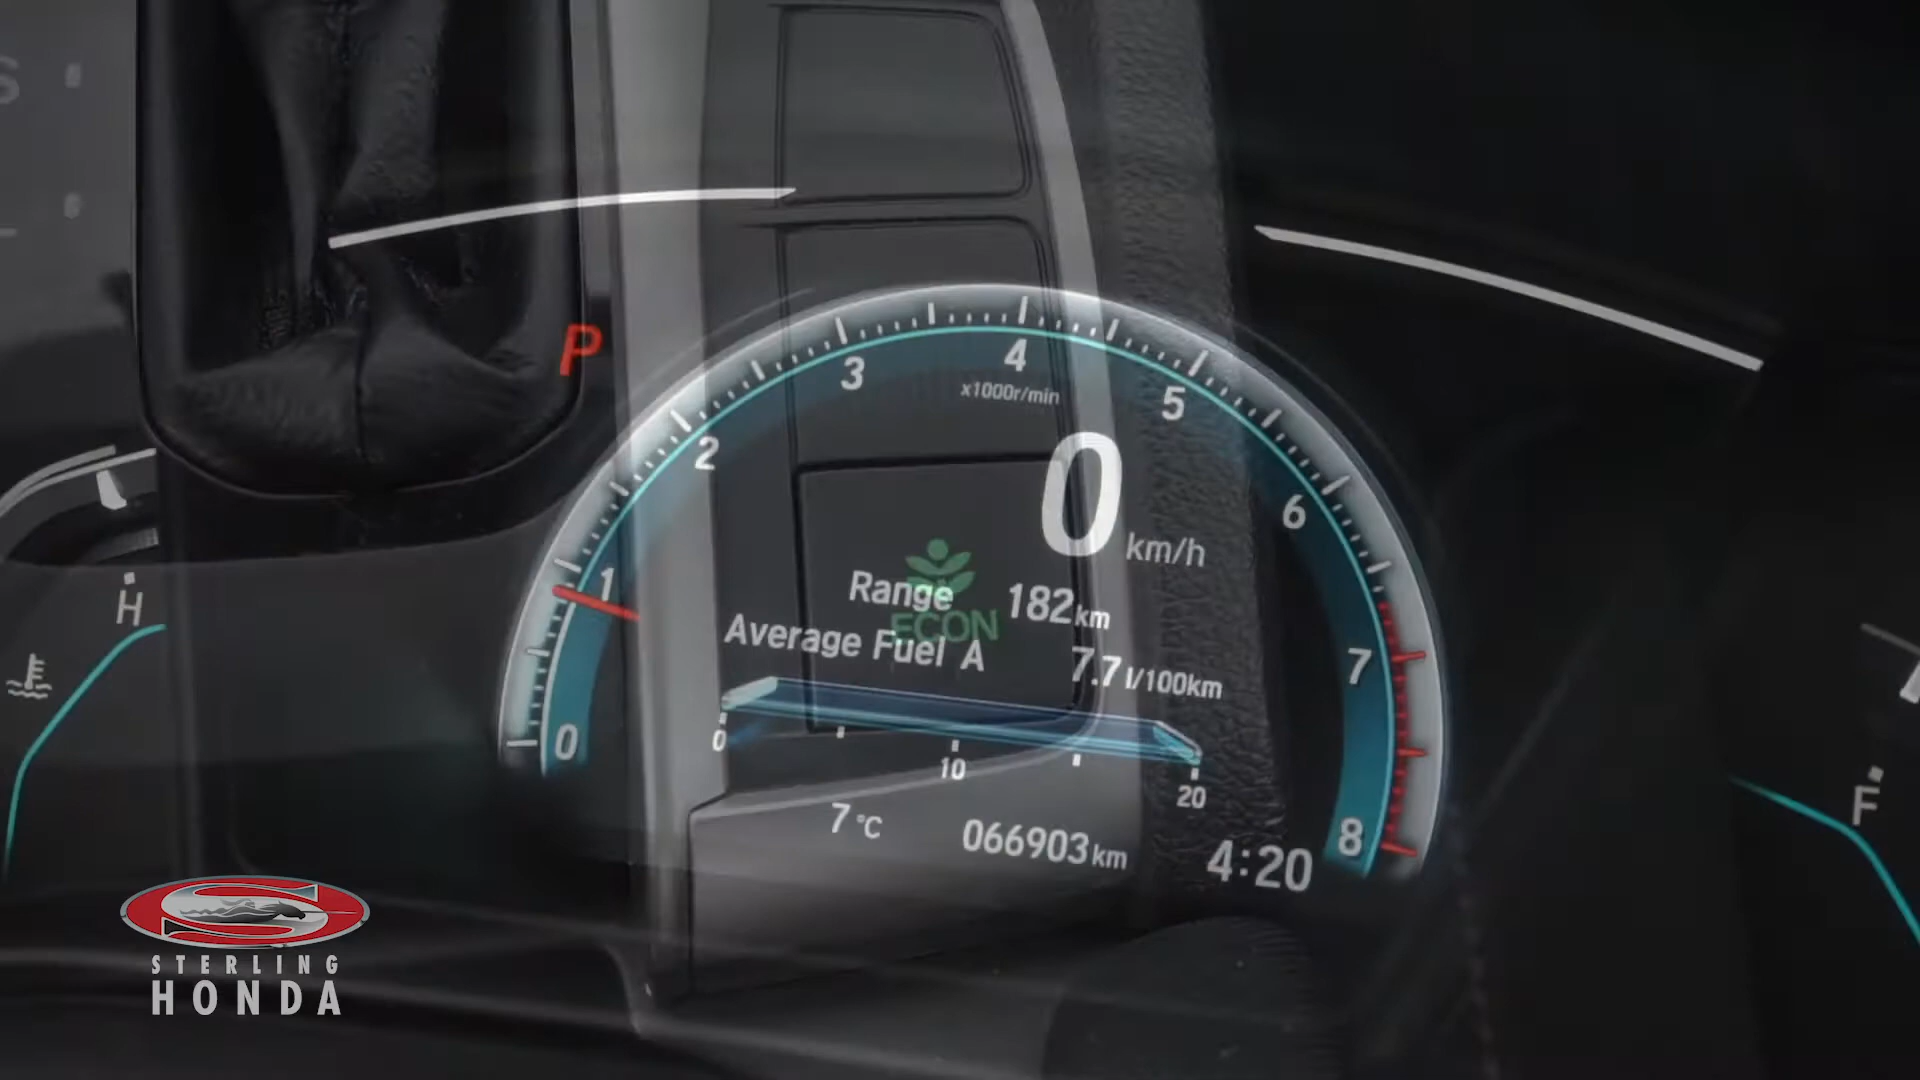 S
P
3
4
x1000r/min
2
5
0
km/h
6
1
Range 182km
ECON
H
Average Fuel A 7.7 l/100km
7
0
0
10
20
F
7°C
066903km
4:20
8
STERLING
HONDA